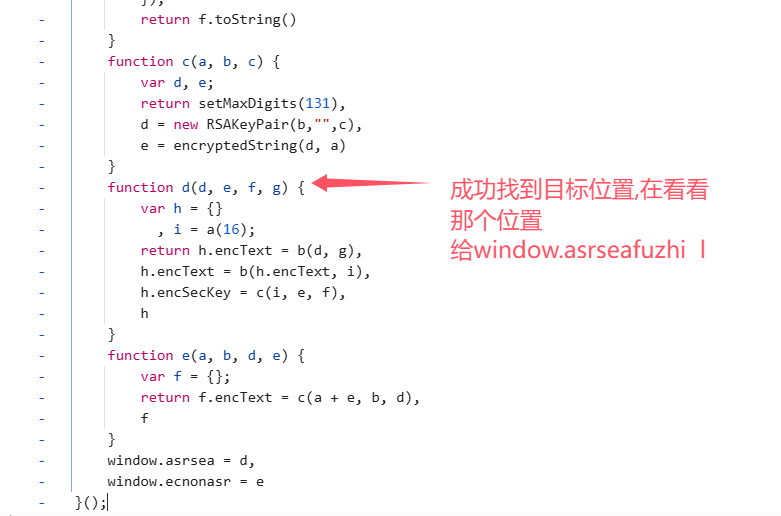 });
return f.toString()
}
function c(a, b, c) {
var d, e;
return setMaxDigits(131),
d = new RSAKeyPair(b,"",c),
e = encryptedString(d, a)
}
function d(d, e, f, g) {
var h = {}
, i = a(16);
return h.encText = b(d, g),
h.encText = b(h.encText, i),
h.encSecKey = c(i, e, f),
h
}
function e(a, b, d, e) {
var f = {};
return f.encText = c(a + e, b, d),
f
}
window.asrsea = d,
window.ecnonasr = e
}();
成功找到目标位置,在看看
那个位置
给window.asrseafuzhi l